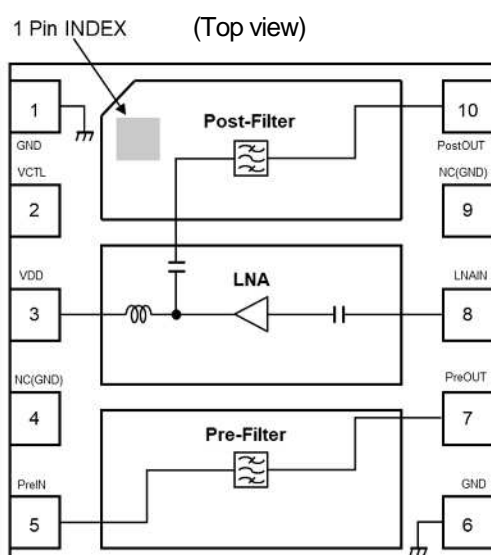 1 Pin INDEX
(Top view)
1
GND
VCTL
2
VDD
3
NC(GND)
4
PreIN
5
Post-Filter
LNA
Pre-Filter
10
PostOUT
NC(GND)
9
LNAIN
8
PreOUT
7
GND
6